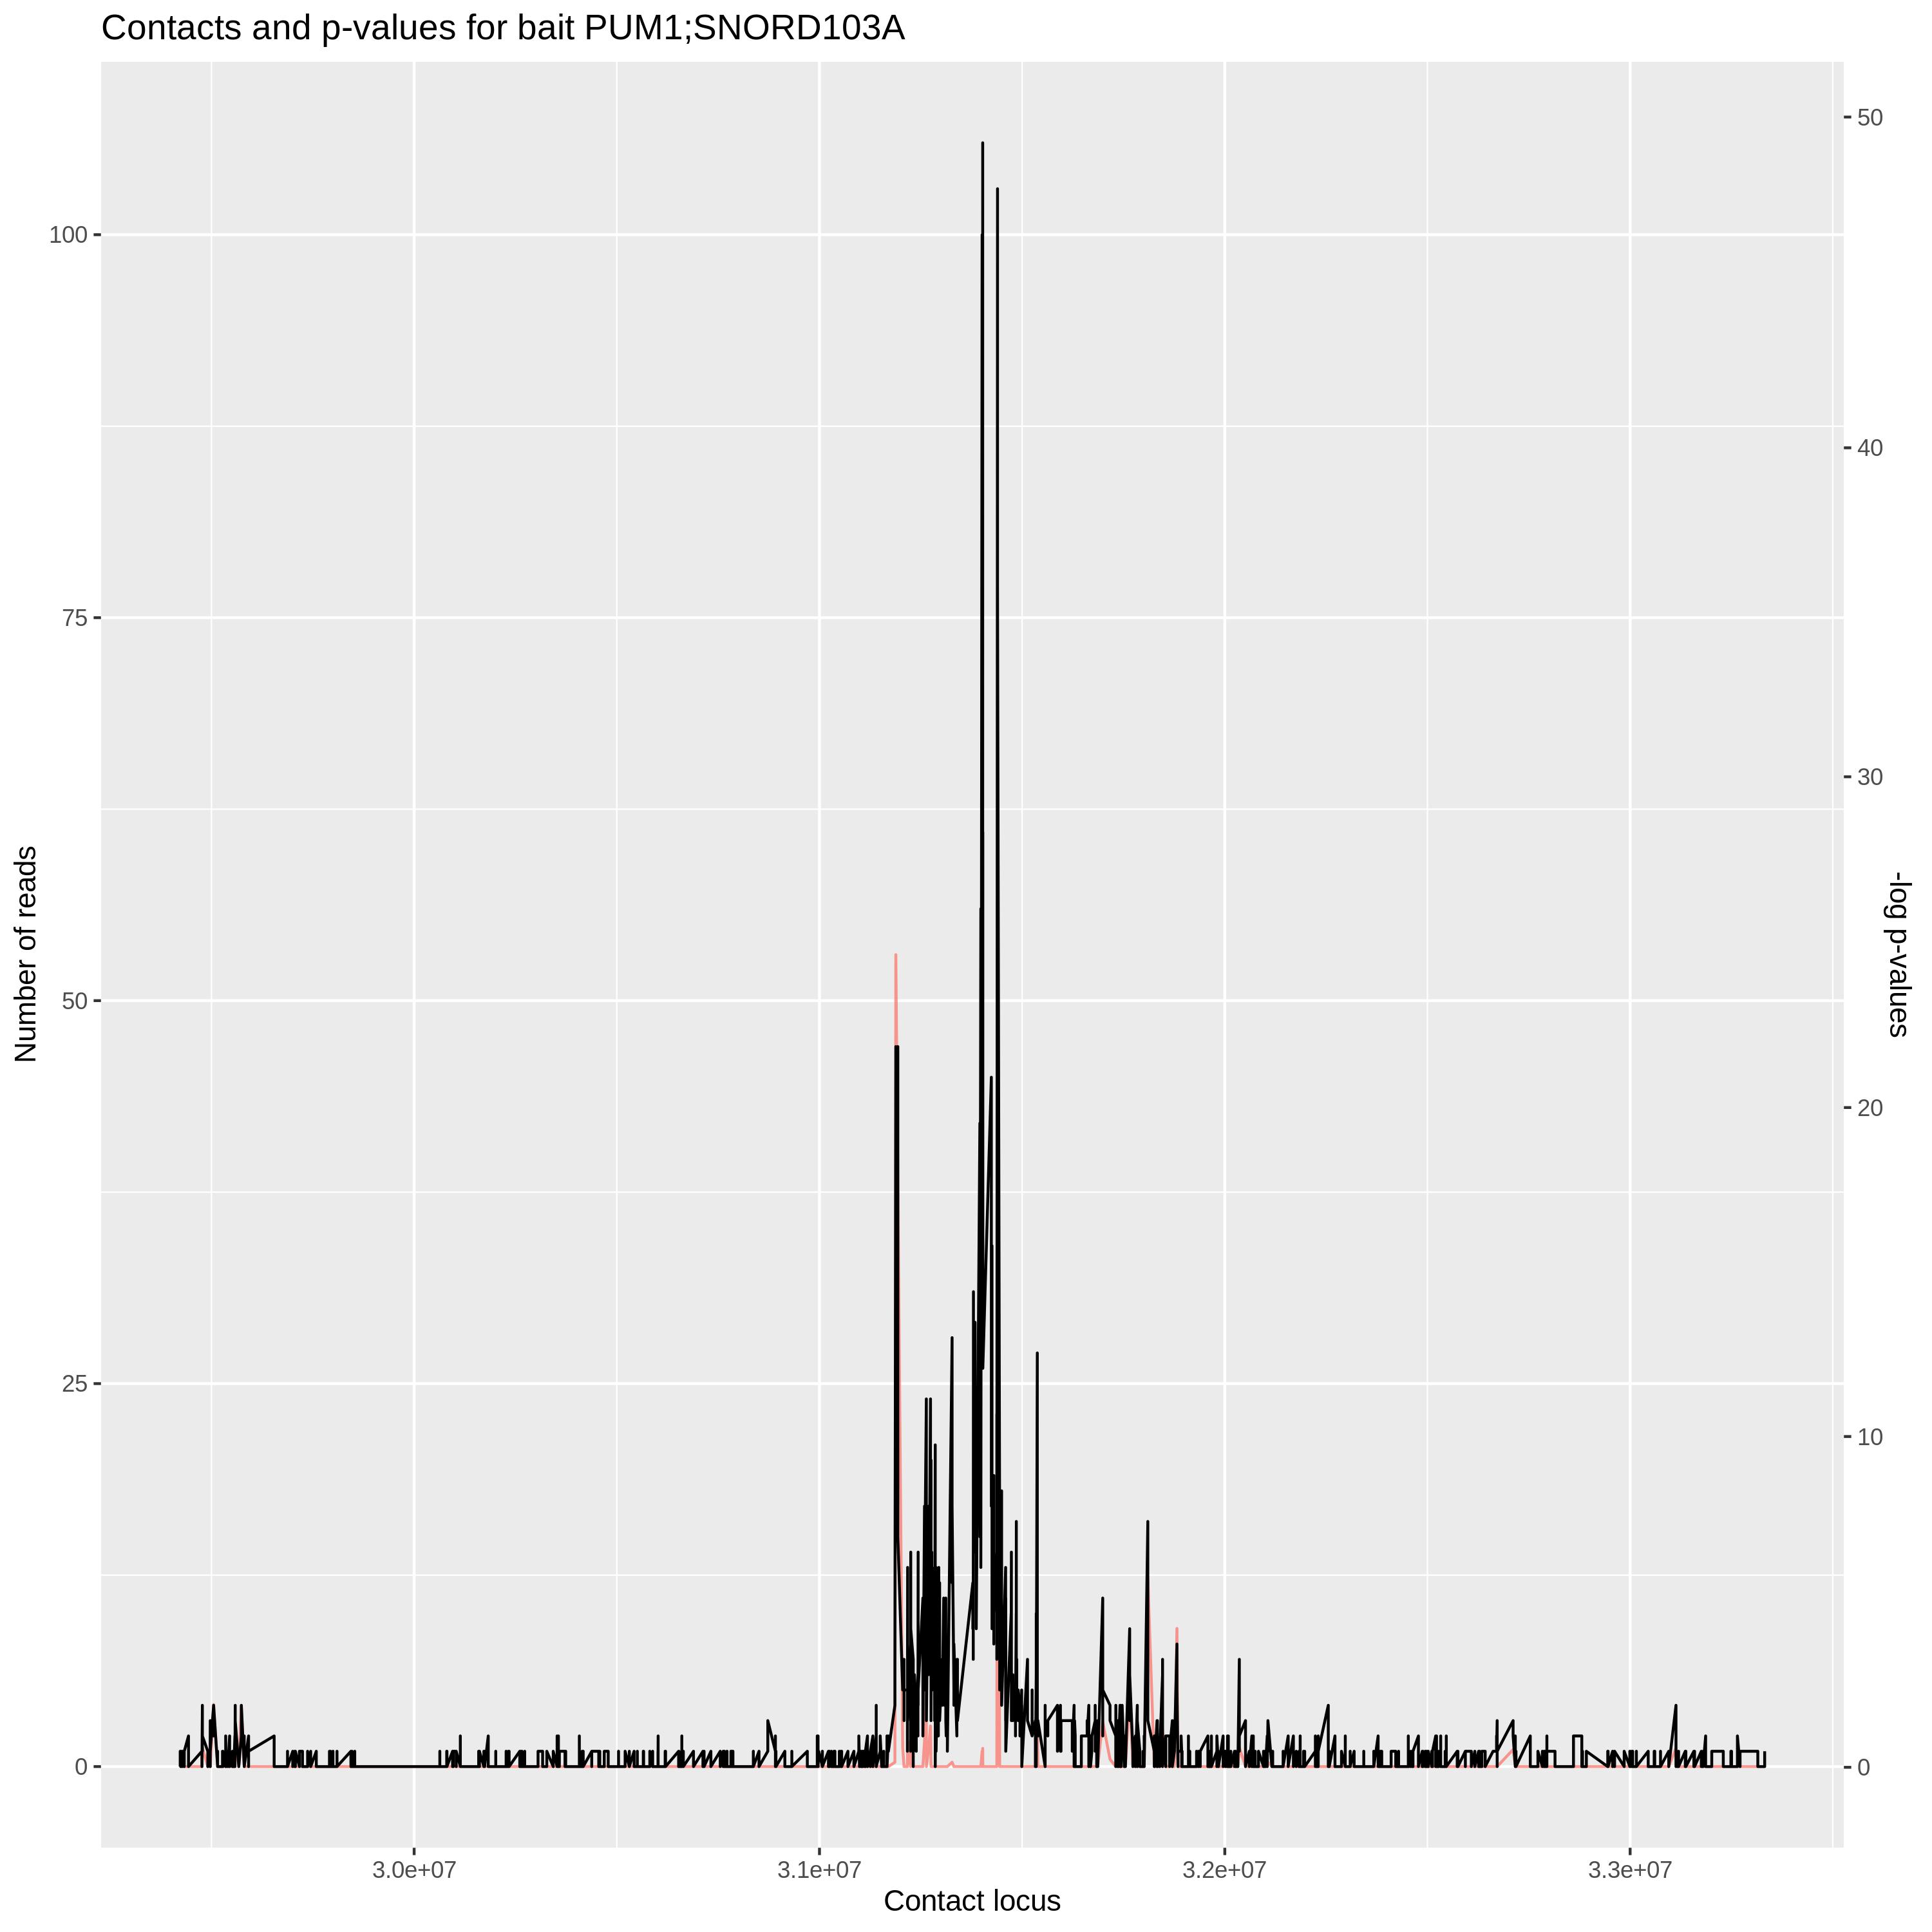 Contacts and p-values for bait PUM1;SNORD103A
100
75
50
25
0
Number of reads
50
40
30
20
10
0
-log p-values
3.0e+07
3.1e+07
3.2e+07
3.3e+07
Contact locus